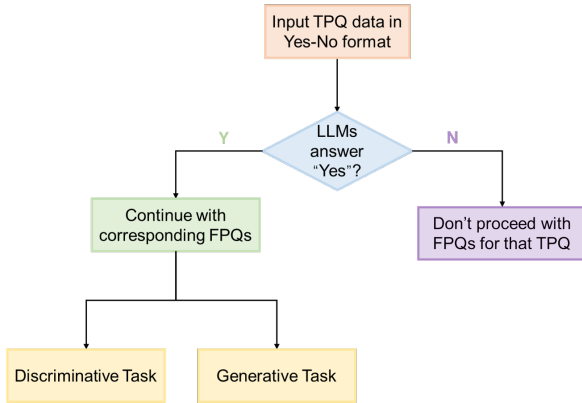 Input TPQ data in
Yes-No format
LLMs
answer
“Yes”?
Y
N
Continue with
corresponding FPQs
Don’t proceed with
FPQs for that TPQ
Discriminative Task
Generative Task